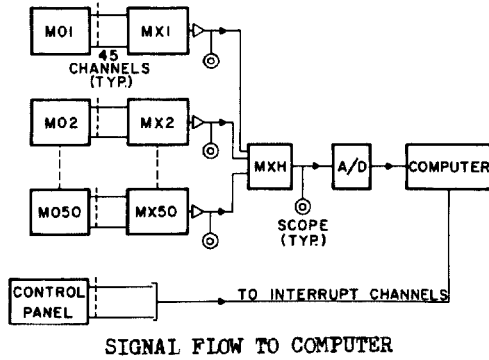 MO1
MX1
45
CHANNELS
(TYP.)
MO2
MX2
MXH
A/D
COMPUTER
MO50
MX50
SCOPE
(TYP.)
CONTROL
PANEL
TO INTERRUPT CHANNELS
SIGNAL FLOW TO COMPUTER